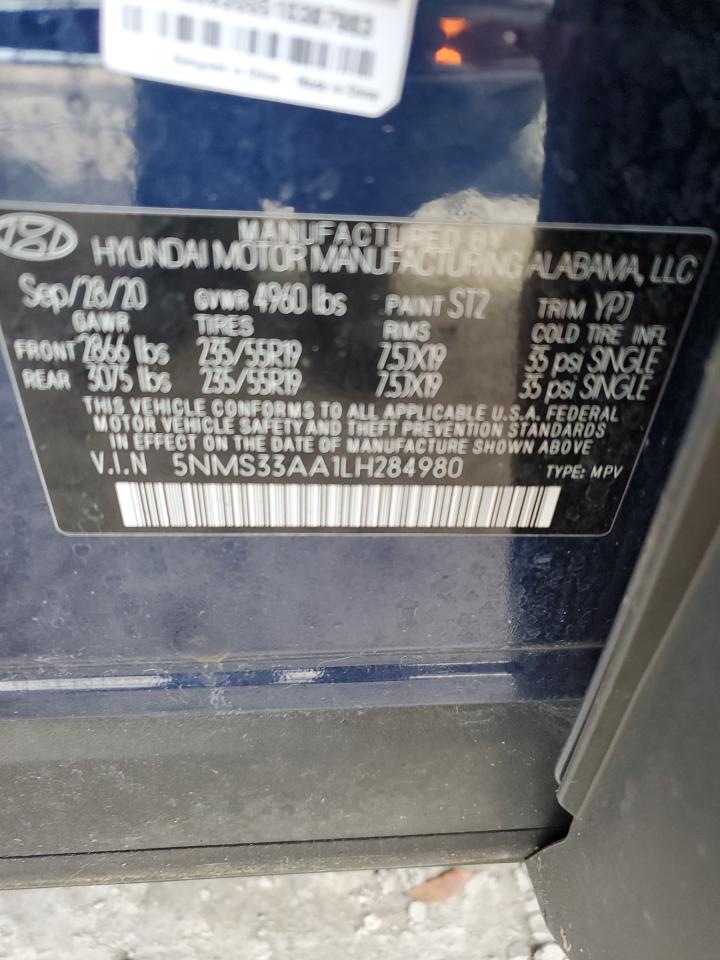 MANUFACTURED BY
HYUNDAI MOTOR MANUFACTURING ALABAMA, LLC
Sep/28/20 GVWR 4960 lbs PAINT ST2 TRIM YPJ
GAWR TIRES RIMS COLD TIRE INFL
FRONT 2866 lbs 235/55R19 7.5JX19 35 psi SINGLE
REAR 3075 lbs 235/55R19 7.5JX19 35 psi SINGLE
THIS VEHICLE CONFORMS TO ALL APPLICABLE U.S.A. FEDERAL
MOTOR VEHICLE SAFETY AND THEFT PREVENTION STANDARDS
IN EFFECT ON THE DATE OF MANUFACTURE SHOWN ABOVE
V.I.N 5NMS33AA1LH284980 TYPE: MPV